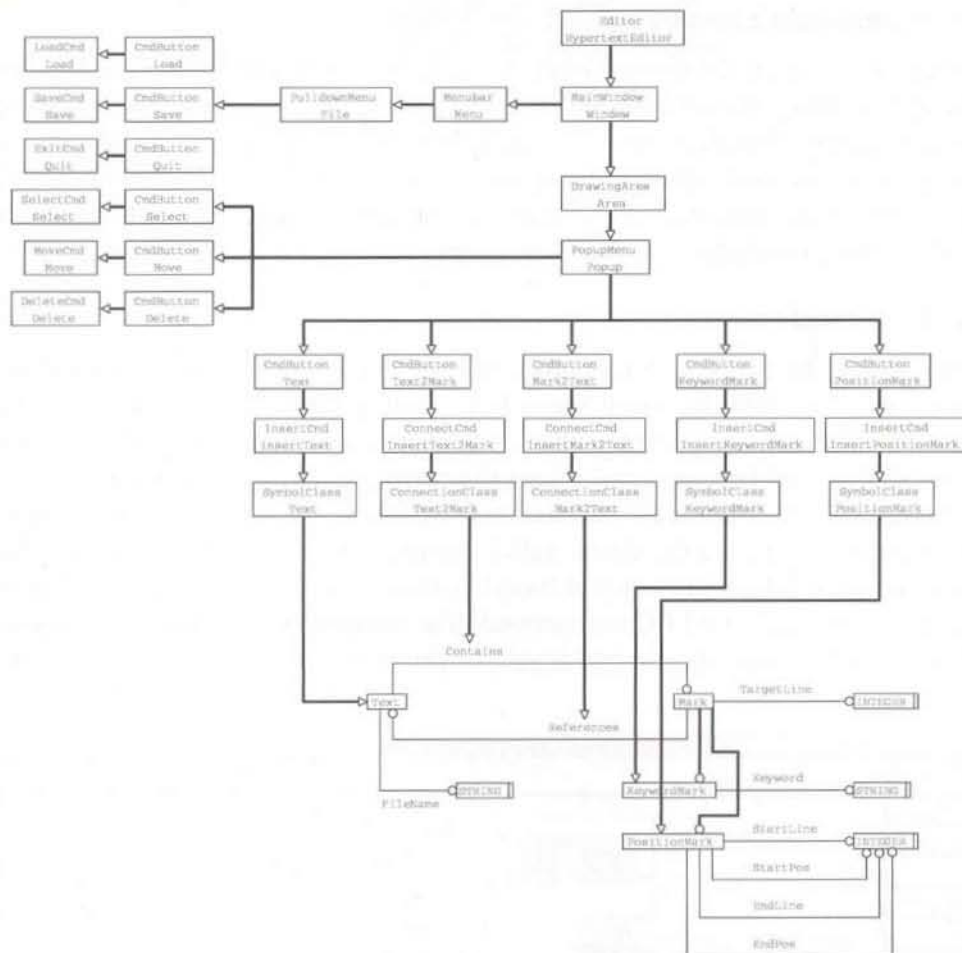 Editor
HypertextEditor
LoadCmd
Load
CmdButton
Load
SaveCmd
Save
CmdButton
Save
PulldownMenu
File
Menubar
Menu
MainWindow
Window
ExitCmd
Quit
CmdButton
Quit
SelectCmd
Select
CmdButton
Select
DrawingArea
Area
MoveCmd
Move
CmdButton
Move
PopupMenu
Popup
DeleteCmd
Delete
CmdButton
Delete
CmdButton
Text
CmdButton
Text2Mark
CmdButton
Mark2Text
CmdButton
KeywordMark
CmdButton
PositionMark
InsertCmd
InsertText
ConnectCmd
InsertText2Mark
ConnectCmd
InsertMark2Text
InsertCmd
InsertKeywordMark
InsertCmd
InsertPositionMark
SymbolClass
Text
ConnectionClass
Text2Mark
ConnectionClass
Mark2Text
SymbolClass
KeywordMark
SymbolClass
PositionMark
Contains
Text
Mark
TargetLine
INTEGER
References
FileName
STRING
KeywordMark
Keyword
STRING
PositionMark
StartLine
INTEGER
StartPos
EndLine
EndPos